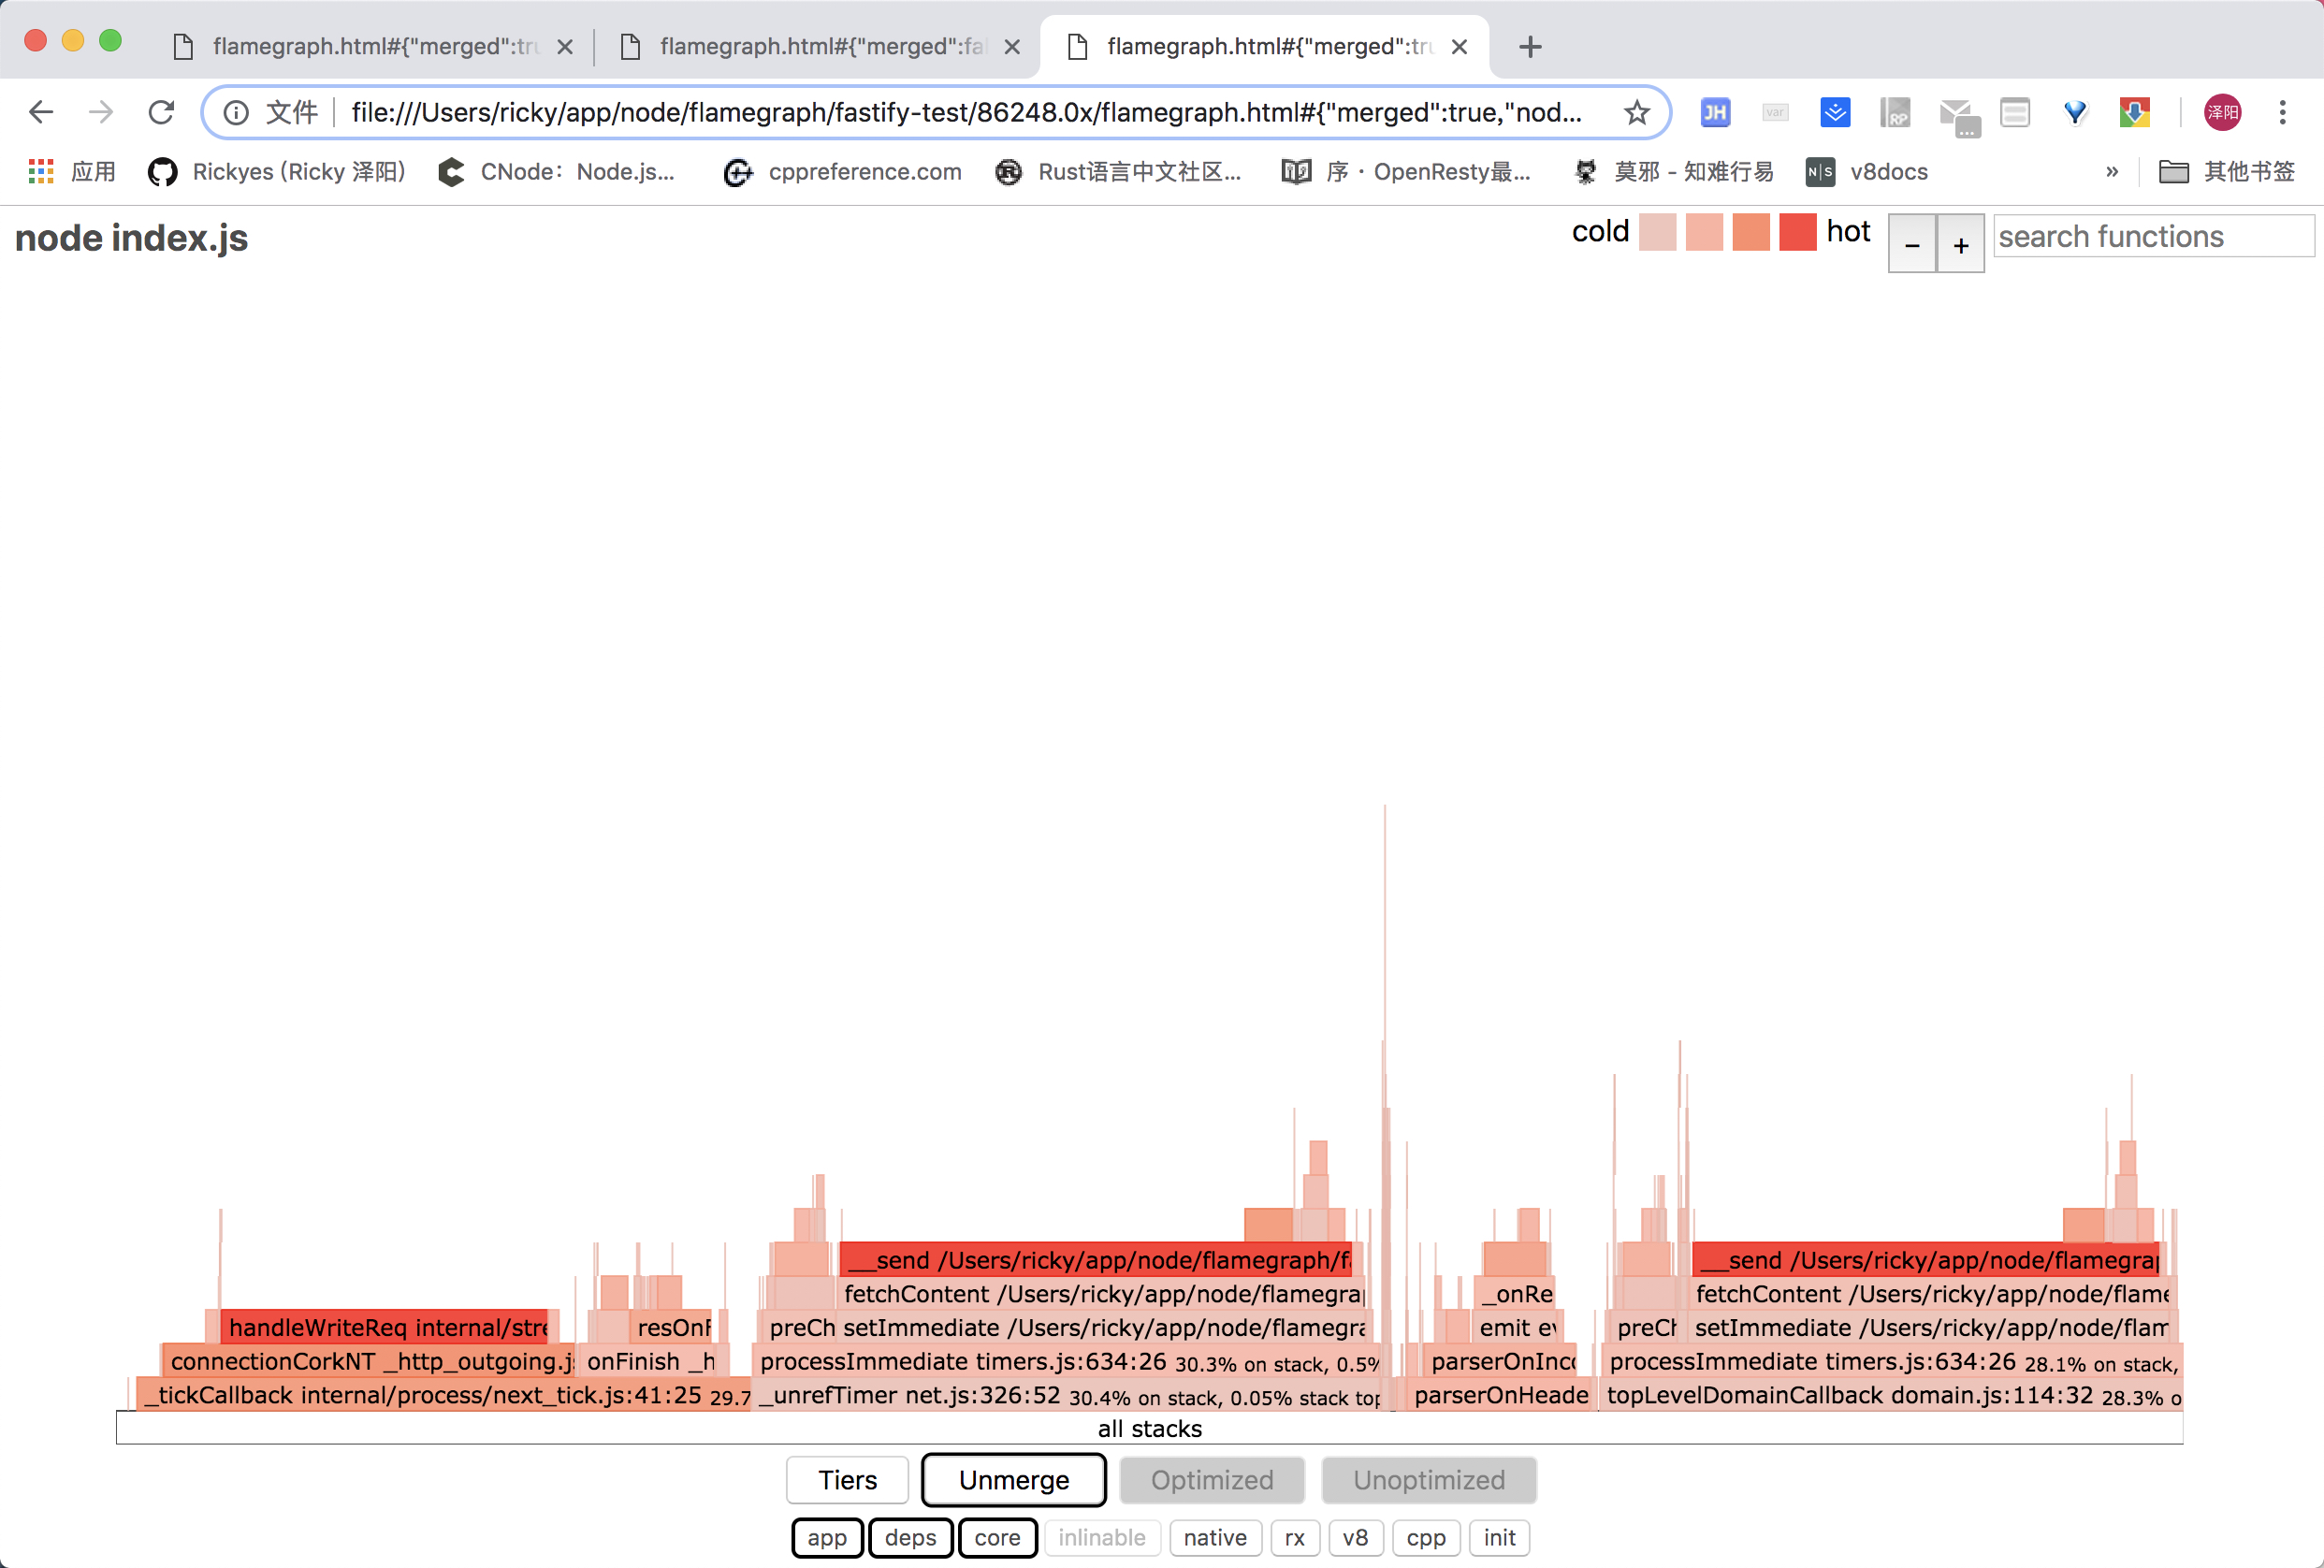 flamegraph.html#{"merged":tru
flamegraph.html#{"merged":fal
flamegraph.html#{"merged":tru
文件 file:///Users/ricky/app/node/flamegraph/fastify-test/86248.0x/flamegraph.html#{"merged":true,"nod...
JH
var
RP
泽阳
应用 Rickyes (Ricky 泽阳) CNode：Node.js... cppreference.com Rust语言中文社区... 序 · OpenResty最... 莫邪 - 知难行易 N|S v8docs » 其他书签
node index.js
cold hot - + search functions
__send /Users/ricky/app/node/flamegraph/fa __send /Users/ricky/app/node/flamegrap
fetchContent /Users/ricky/app/node/flamegra _onRe fetchContent /Users/ricky/app/node/flame
handleWriteReq internal/stre resOnF preCh setImmediate /Users/ricky/app/node/flamegra emit ev preCh setImmediate /Users/ricky/app/node/flam
connectionCorkNT _http_outgoing.js onFinish _h processImmediate timers.js:634:26 30.3% on stack, 0.5% parserOnInco processImmediate timers.js:634:26 28.1% on stack,
_tickCallback internal/process/next_tick.js:41:25 29.7 _unrefTimer net.js:326:52 30.4% on stack, 0.05% stack top parserOnHeade topLevelDomainCallback domain.js:114:32 28.3% o
all stacks
Tiers Unmerge Optimized Unoptimized
app deps core inlinable native rx v8 cpp init